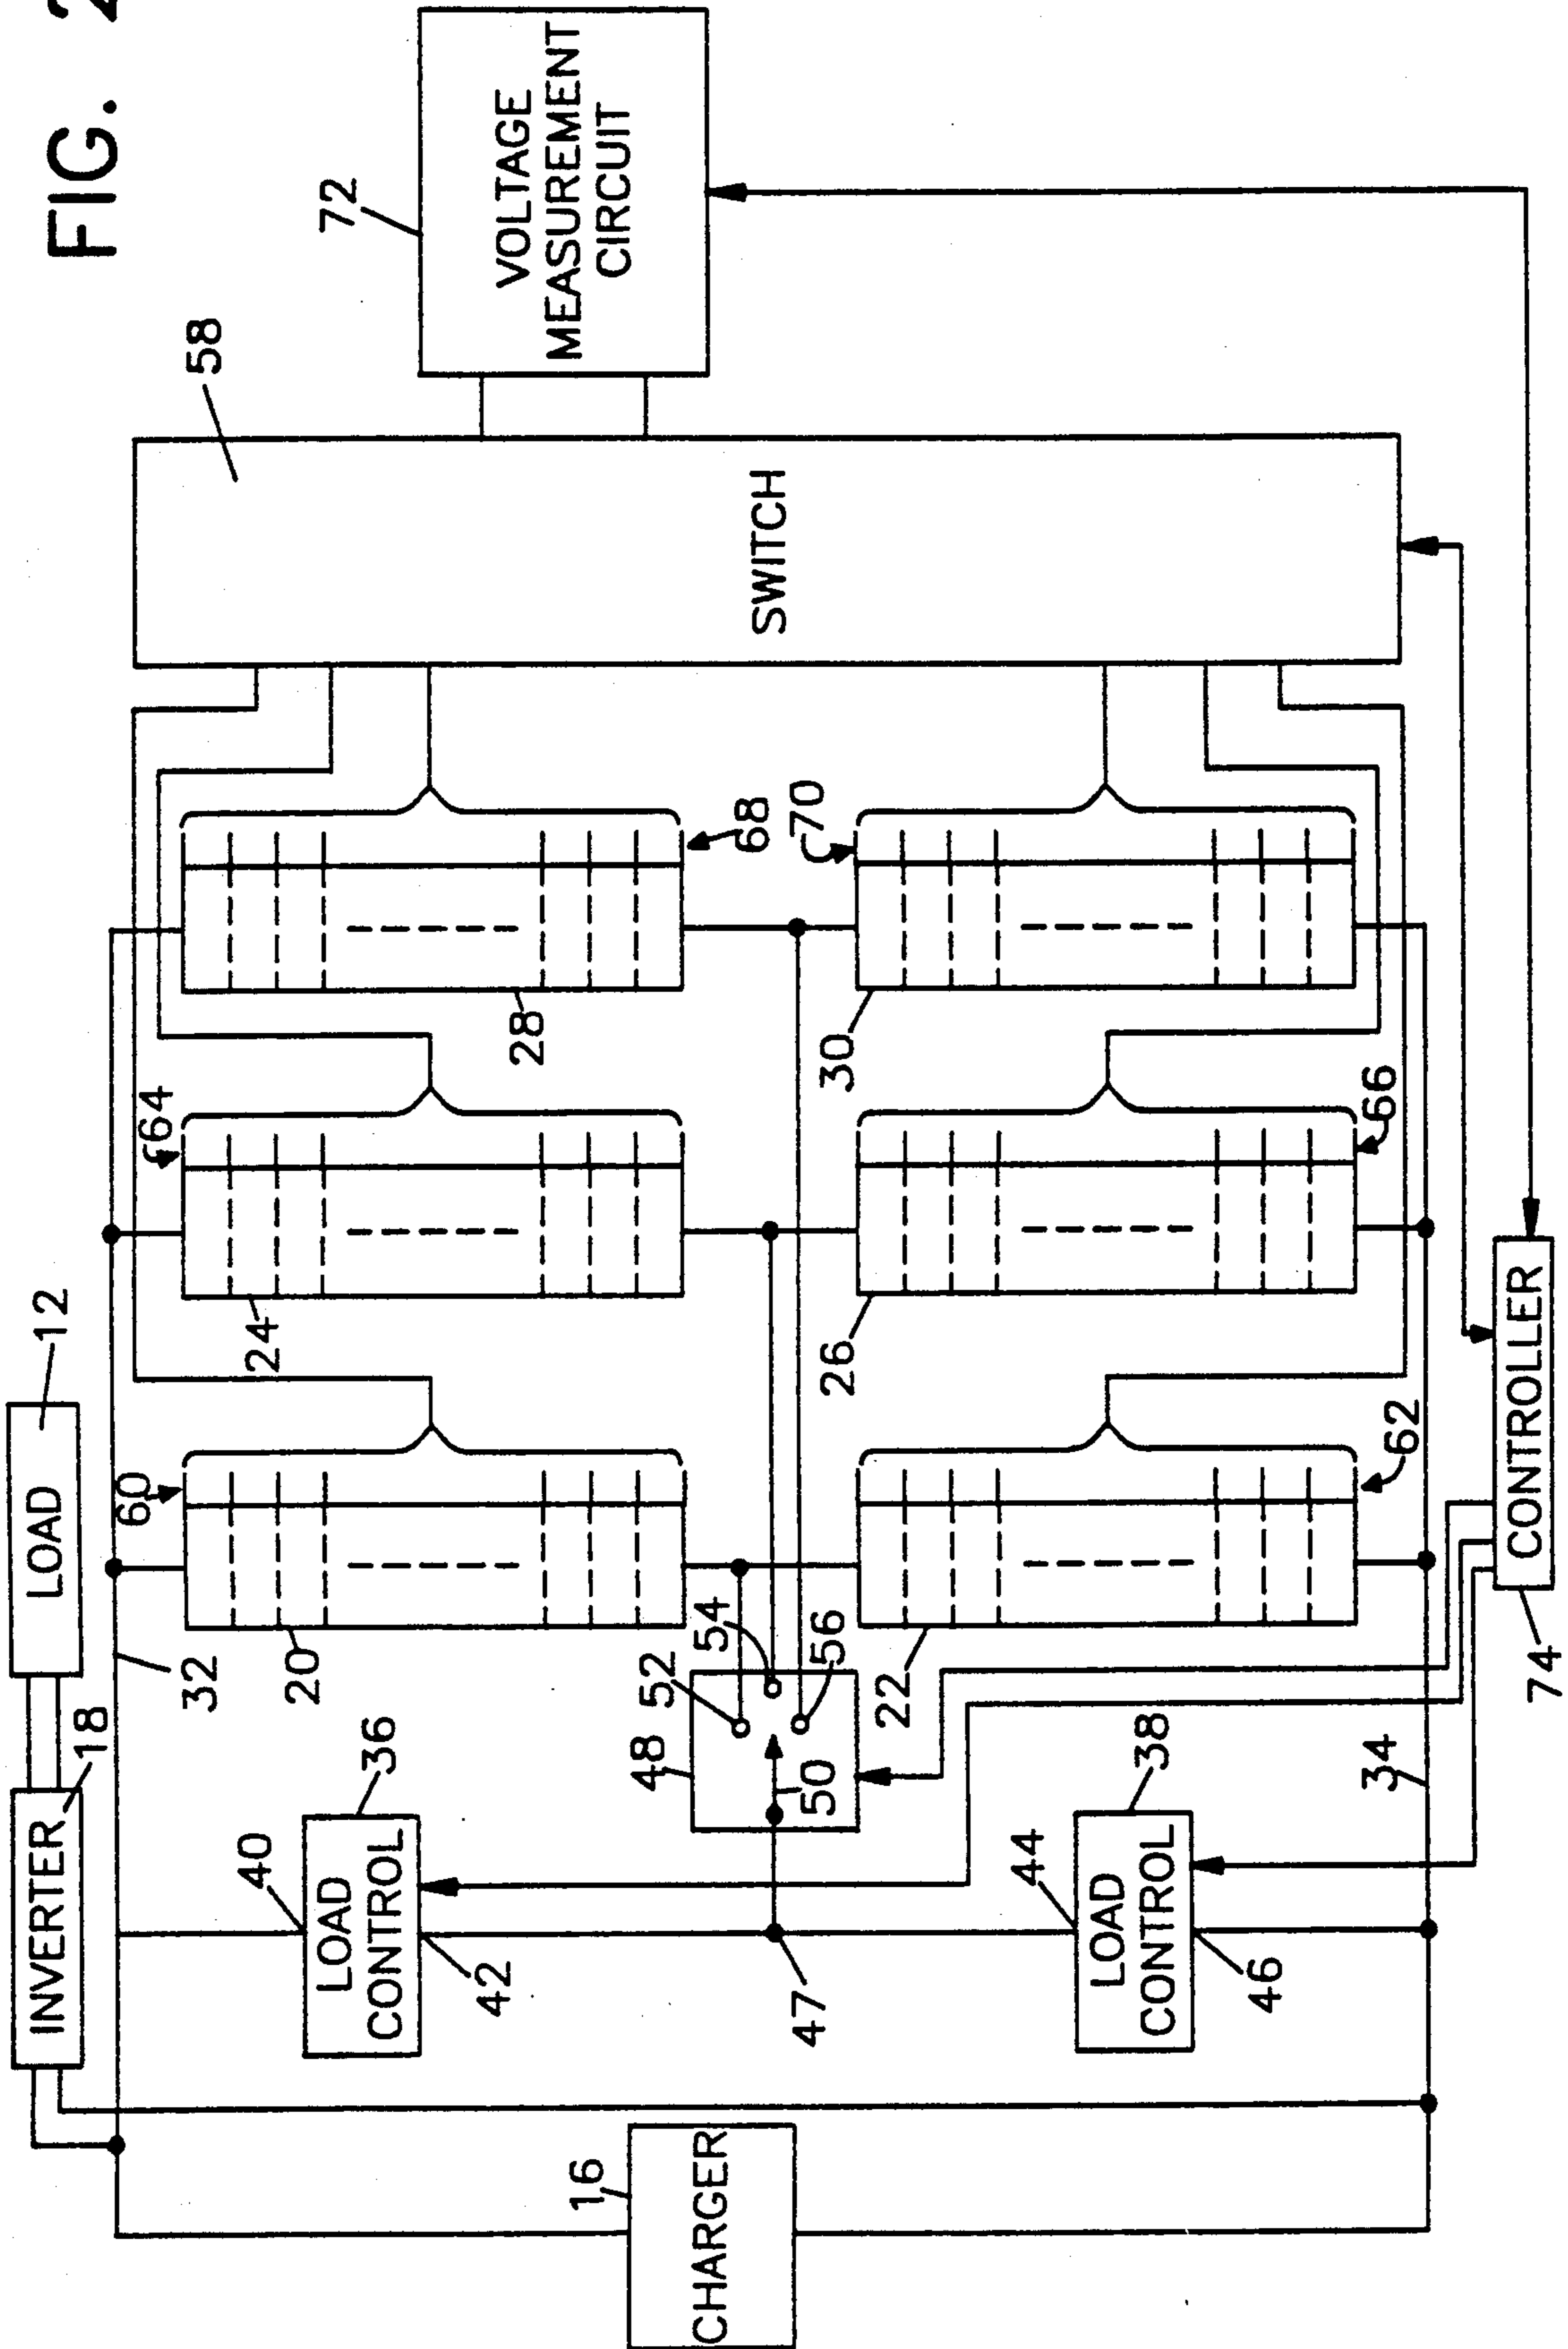 FIG. 2
12
LOAD
18
INVERTER
32
60
64
72
VOLTAGE
MEASUREMENT
CIRCUIT
58
SWITCH
40
36
LOAD
CONTROL
42
20
24
28
68
70
16
CHARGER
47
48
50
52
54
56
22
26
30
44
38
LOAD
CONTROL
46
34
62
66
74
CONTROLLER